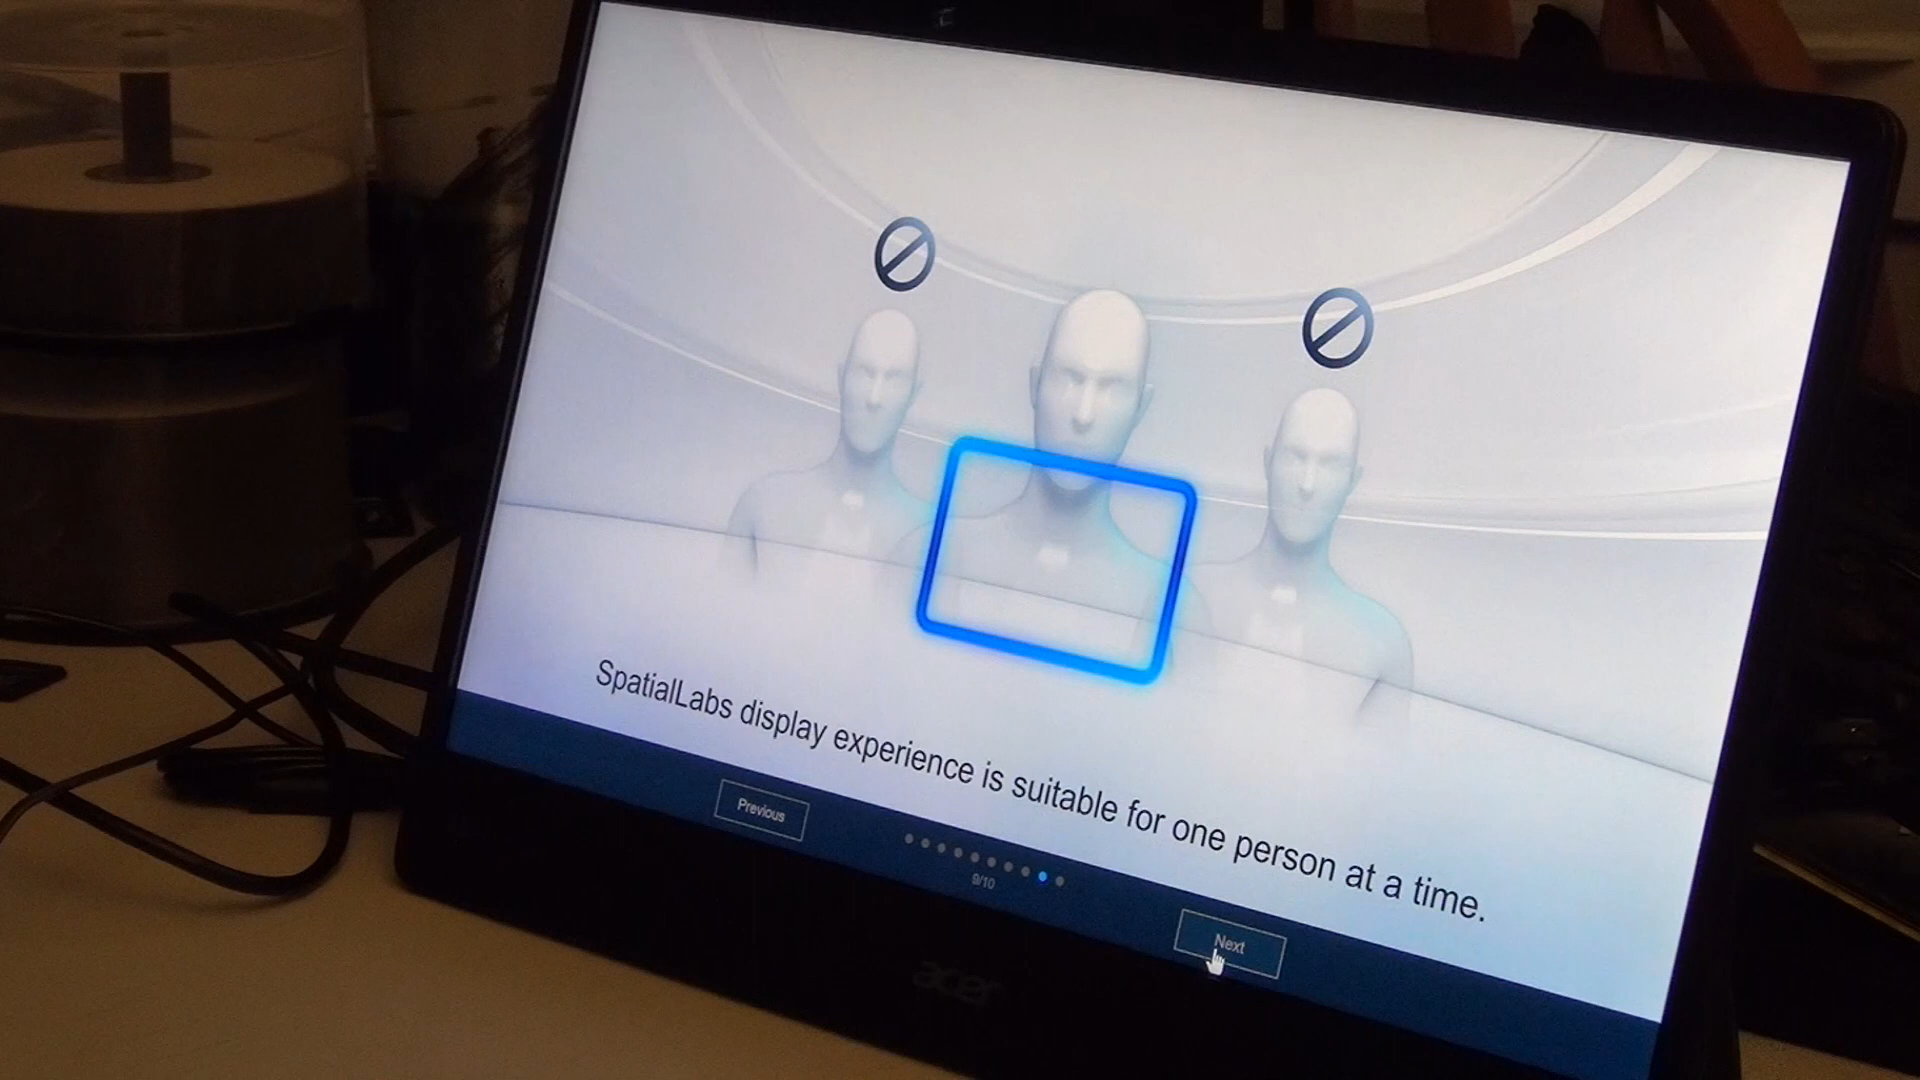 SpatialLabs display experience is suitable for one person at a time.
Previous
9/10
Next
acer